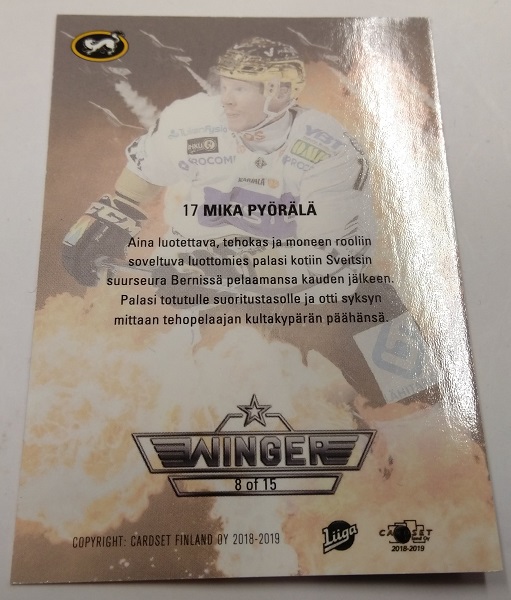 17 MIKA PYÖRÄLÄ
Aina luotettava, tehokas ja moneen rooliin
soveltuva luottomies palasi kotiin Sveitsin
suurseura Bernissä pelaamansa kauden jälkeen.
Palasi totutulle suoritustasolle ja otti syksyn
mittaan tehopelaajan kultakypärän päähänsä.
WINGER
8 of 15
COPYRIGHT: CARDSET FINLAND OY 2018-2019
Liiga
CARDSET
2018-2019